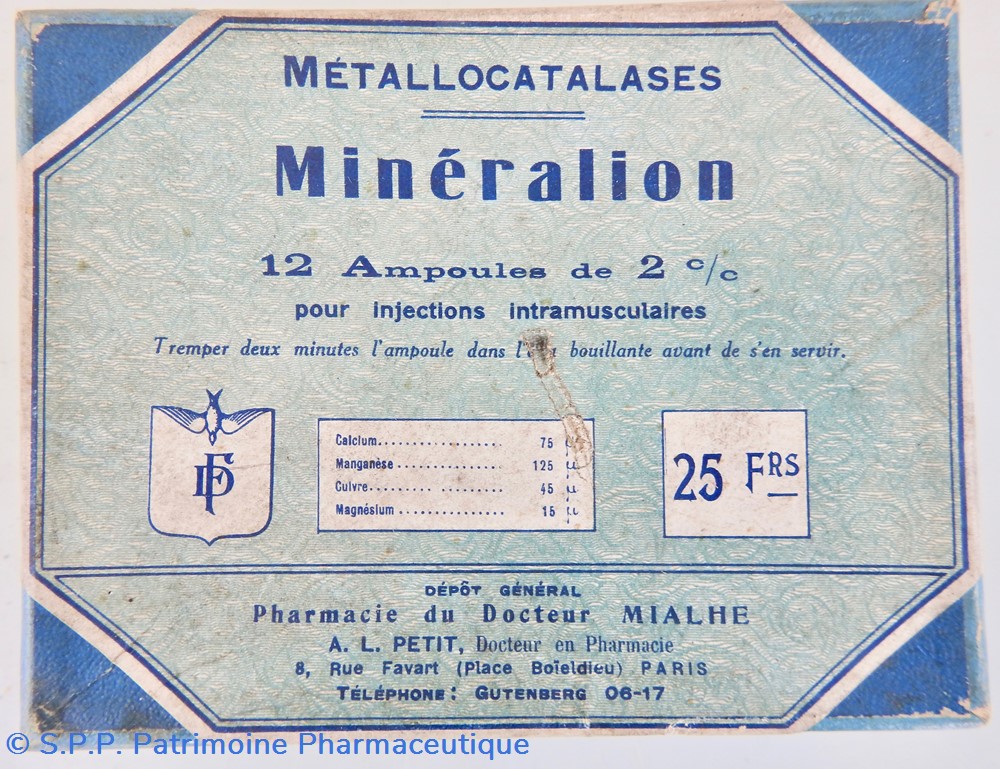 MÉTALLOCATALASES
Minéralion
12 Ampoules de 2 c/c
pour injections intramusculaires
Tremper deux minutes l'ampoule dans l'eau bouillante avant de s'en servir.
Calcium.................. 75
Manganèse.................. 125
Cuivre.................. 45
Magnésium.................. 15
25 FRS
DÉPÔT GÉNÉRAL
Pharmacie du Docteur MIALHE
A. L. PETIT, Docteur en Pharmacie
8, Rue Favart (Place Boïeldieu) PARIS
TÉLÉPHONE: GUTENBERG 06-17
© S.P.P. Patrimoine Pharmaceutique